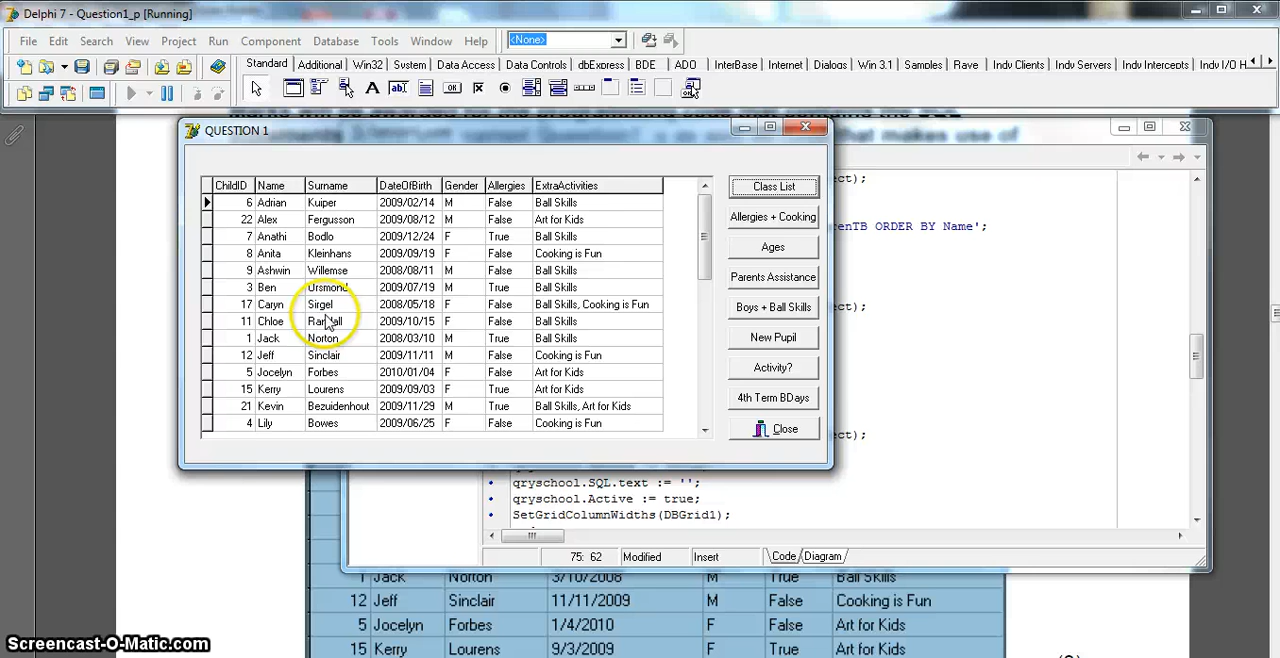 Delphi 7 - Question1_p [Running]
File Edit Search View Project Run Component Database Tools Window Help <None>
Standard Additional Win32 System Data Access Data Controls dbExpress BDE ADO InterBase Internet Dialogs Win 3.1 Samples Rave Indy Clients Indy Servers Indy Intercepts Indy I/O H
that makes use of
QUESTION 1
ChildID Name Surname DateOfBirth Gender Allergies ExtraActivities
6 Adrian Kuiper 2009/02/14 M False Ball Skills
22 Alex Fergusson 2009/08/12 M False Art for Kids
7 Anathi Bodlo 2009/12/24 F True Ball Skills
8 Anita Kleinhans 2009/09/19 F False Cooking is Fun
9 Ashwin Willemse 2008/08/11 M False Ball Skills
3 Ben Orsmond 2009/07/19 M True Ball Skills
17 Caryn Sirgel 2008/05/18 F False Ball Skills, Cooking is Fun
11 Chloe 2009/10/15 F False Ball Skills
1 Jack Norton 2008/03/10 M True Ball Skills
12 Jeff Sinclair 2009/11/11 M False Cooking is Fun
5 Jocelyn Forbes 2010/01/04 F False Art for Kids
15 Kerry Lourens 2009/09/03 F True Art for Kids
21 Kevin Bezuidenhout 2009/11/29 M True Ball Skills, Art for Kids
4 Lily Bowes 2009/06/25 F False Cooking is Fun
Class List
Allergies + Cooking
Ages
Parents Assistance
Boys + Ball Skills
New Pupil
Activity?
4th Term BDays
Close
ect);
enTB ORDER BY Name';
ect);
ect);
qryschool.SQL.text := '';
qryschool.Active := true;
SetGridColumnWidths(DBGrid1);
75: 62 Modified Insert Code Diagram
1 Jack Norton 3/10/2008 M True Ball Skills
12 Jeff Sinclair 11/11/2009 M False Cooking is Fun
5 Jocelyn Forbes 1/4/2010 F False Art for Kids
15 Kerry Lourens 9/3/2009 F True Art for Kids
Screencast-O-Matic.com